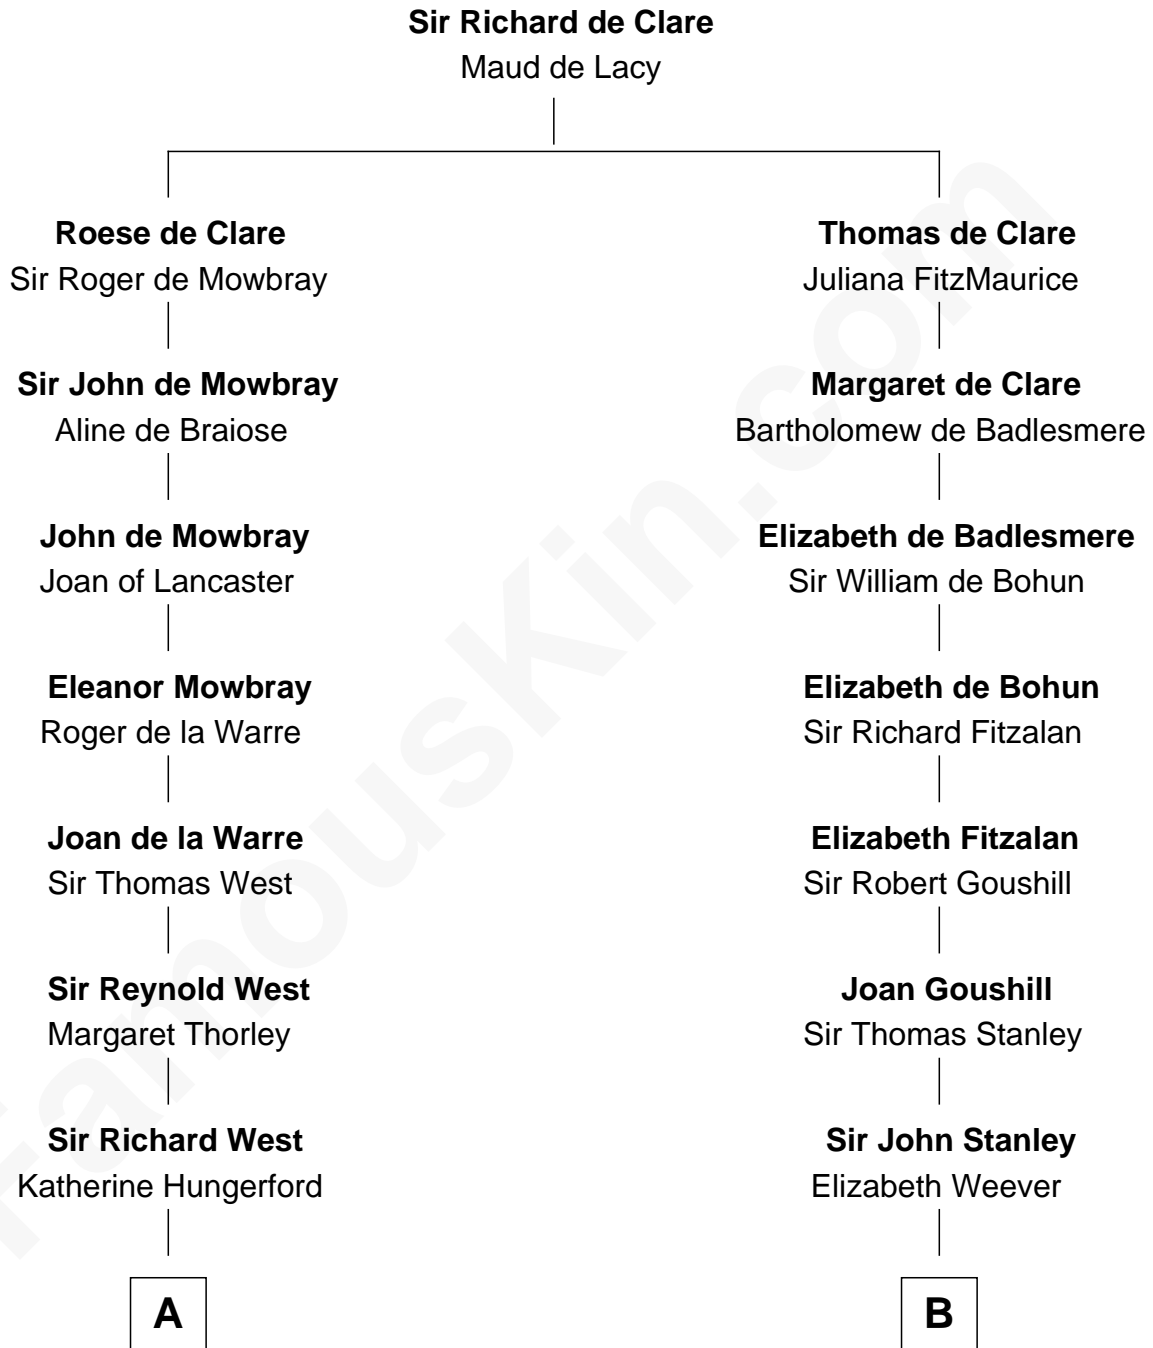 Sir Richard de Clare
Maud de Lacy
Roese de Clare
Sir Roger de Mowbray
Sir John de Mowbray
Aline de Braiose
John de Mowbray
Joan of Lancaster
Eleanor Mowbray
Roger de la Warre
Joan de la Warre
Sir Thomas West
Sir Reynold West
Margaret Thorley
Sir Richard West
Katherine Hungerford
A
Thomas de Clare
Juliana FitzMaurice
Margaret de Clare
Bartholomew de Badlesmere
Elizabeth de Badlesmere
Sir William de Bohun
Elizabeth de Bohun
Sir Richard Fitzalan
Elizabeth Fitzalan
Sir Robert Goushill
Joan Goushill
Sir Thomas Stanley
Sir John Stanley
Elizabeth Weever
B
FamousKin.com